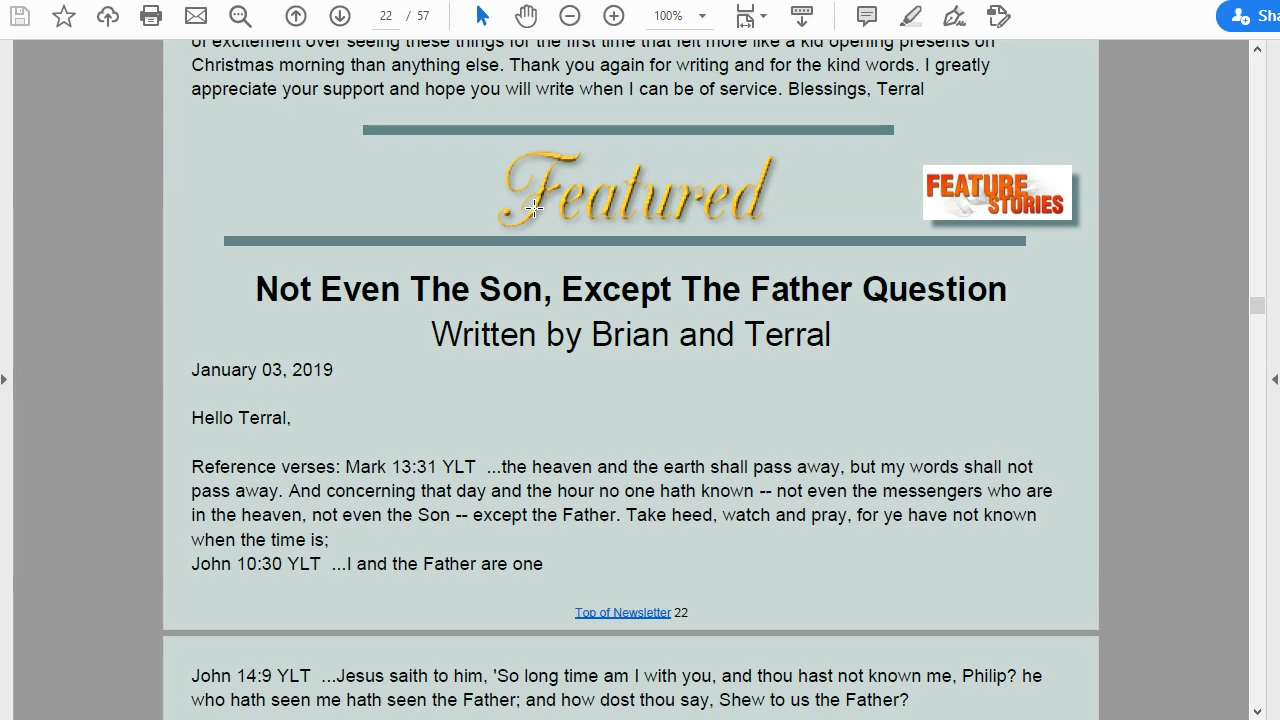 22 / 57
100%
Sha
of excitement over seeing these things for the first time that felt more like a kid opening presents on
Christmas morning than anything else. Thank you again for writing and for the kind words. I greatly
appreciate your support and hope you will write when I can be of service. Blessings, Terral
Featured
FEATURE
STORIES
Not Even The Son, Except The Father Question
Written by Brian and Terral
January 03, 2019
Hello Terral,
Reference verses: Mark 13:31 YLT  ...the heaven and the earth shall pass away, but my words shall not
pass away. And concerning that day and the hour no one hath known -- not even the messengers who are
in the heaven, not even the Son -- except the Father. Take heed, watch and pray, for ye have not known
when the time is;
John 10:30 YLT  ...I and the Father are one
Top of Newsletter 22
John 14:9 YLT  ...Jesus saith to him, 'So long time am I with you, and thou hast not known me, Philip? he
who hath seen me hath seen the Father; and how dost thou say, Shew to us the Father?